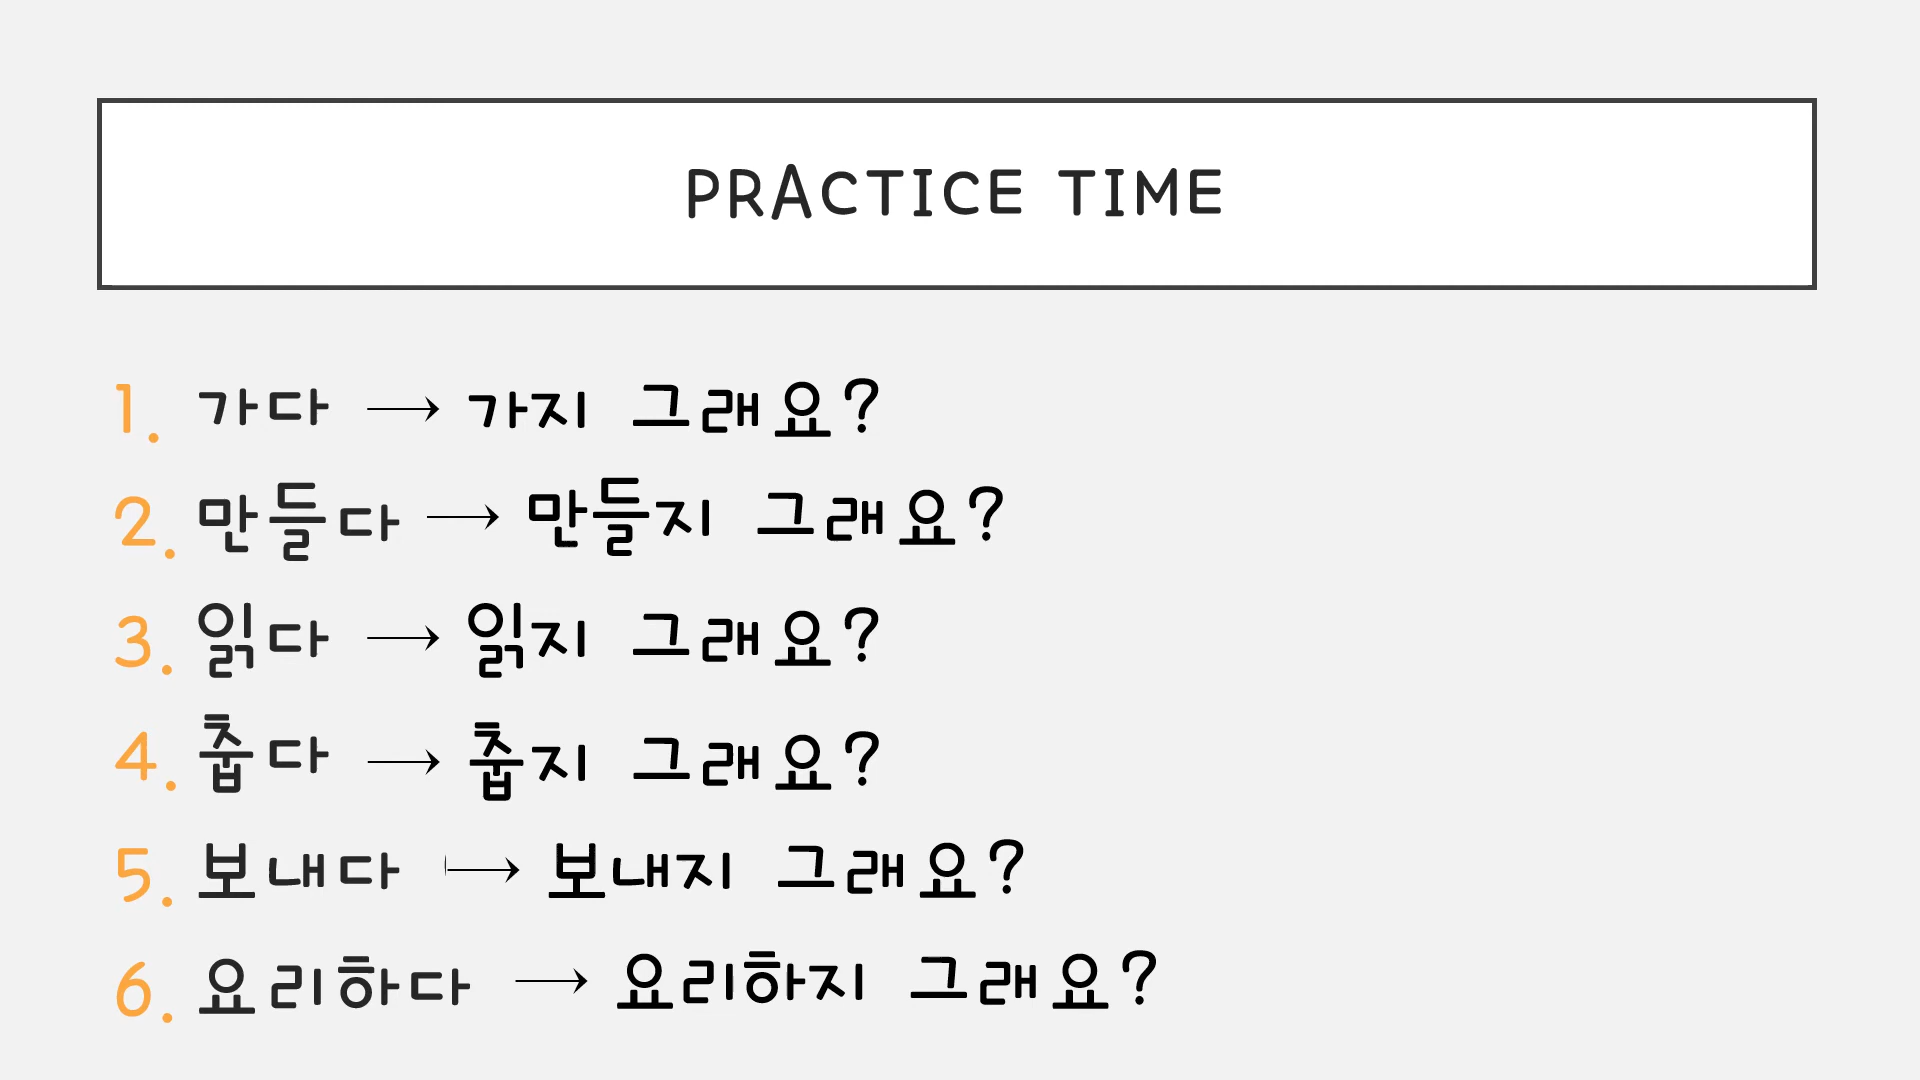 PRACTICE TIME
1. 가다 → 가지 그래요?
2. 만들다 → 만들지 그래요?
3. 읽다 → 읽지 그래요?
4. 춥다 → 춥지 그래요?
5. 보내다 → 보내지 그래요?
6. 요리하다 → 요리하지 그래요?